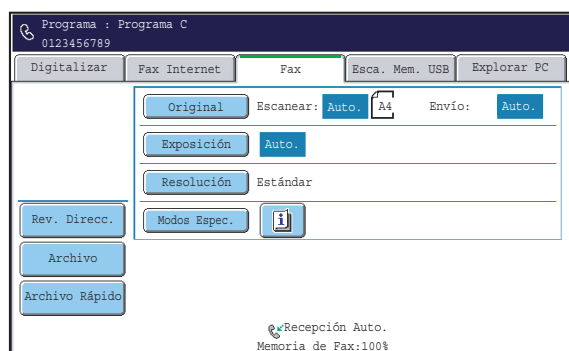 Programa : Programa C
0123456789
Digitalizar Fax Internet Fax Esca. Mem. USB Explorar PC
Original Escanear: Auto. A4 Envío: Auto.
Exposición Auto.
Resolución Estándar
Rev. Direcc. Modos Espec. i
Archivo
Archivo Rápido
Recepción Auto.
Memoria de Fax:100%